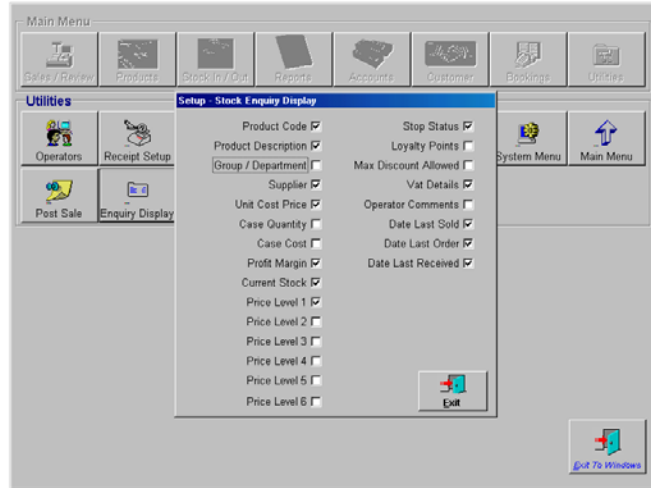 Main Menu
Sales / Review
Products
Stock In / Out
Reports
Accounts
Customer
Bookings
Utilities
Utilities
Operators
Receipt Setup
System Menu
Main Menu
Post Sale
Enquiry Display
Setup - Stock Enquiry Display
Product Code
Product Description
Group / Department
Supplier
Unit Cost Price
Case Quantity
Case Cost
Profit Margin
Current Stock
Price Level 1
Price Level 2
Price Level 3
Price Level 4
Price Level 5
Price Level 6
Stop Status
Loyalty Points
Max Discount Allowed
Vat Details
Operator Comments
Date Last Sold
Date Last Order
Date Last Received
Exit
Exit To Windows